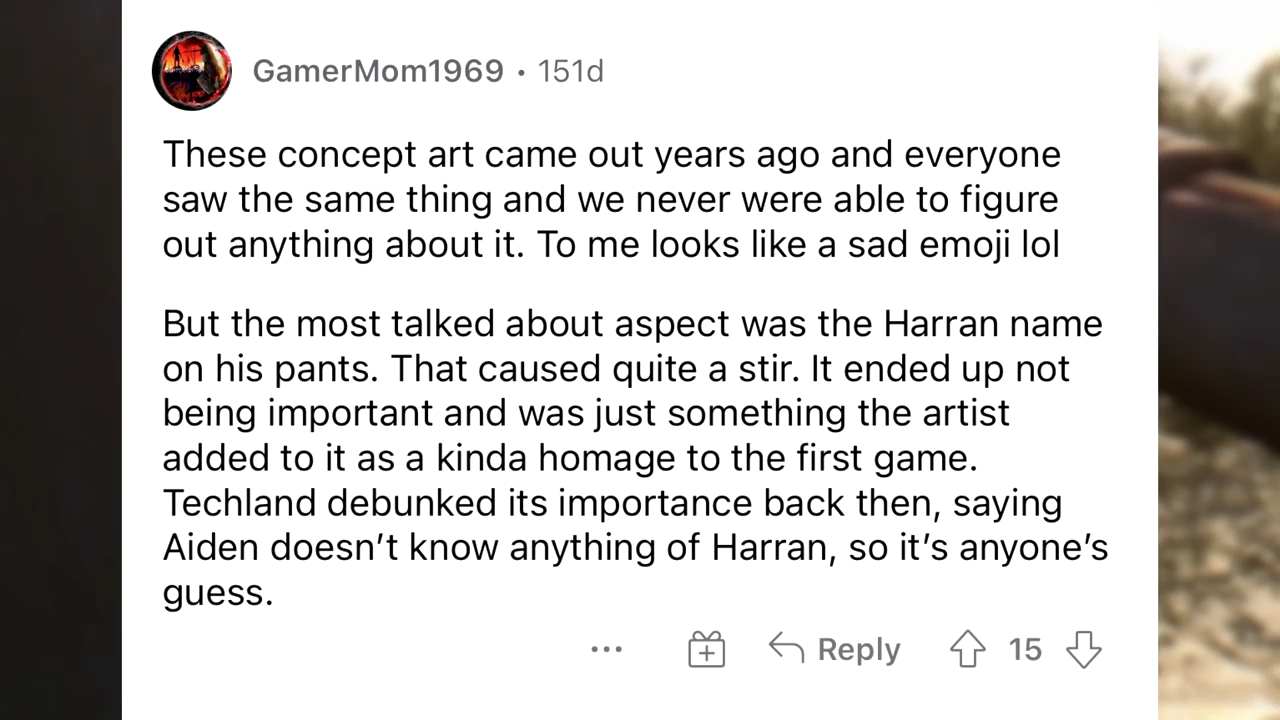 GamerMom1969 • 151d
These concept art came out years ago and everyone
saw the same thing and we never were able to figure
out anything about it. To me looks like a sad emoji lol
But the most talked about aspect was the Harran name
on his pants. That caused quite a stir. It ended up not
being important and was just something the artist
added to it as a kinda homage to the first game.
Techland debunked its importance back then, saying
Aiden doesn’t know anything of Harran, so it’s anyone’s
guess.
Reply 15